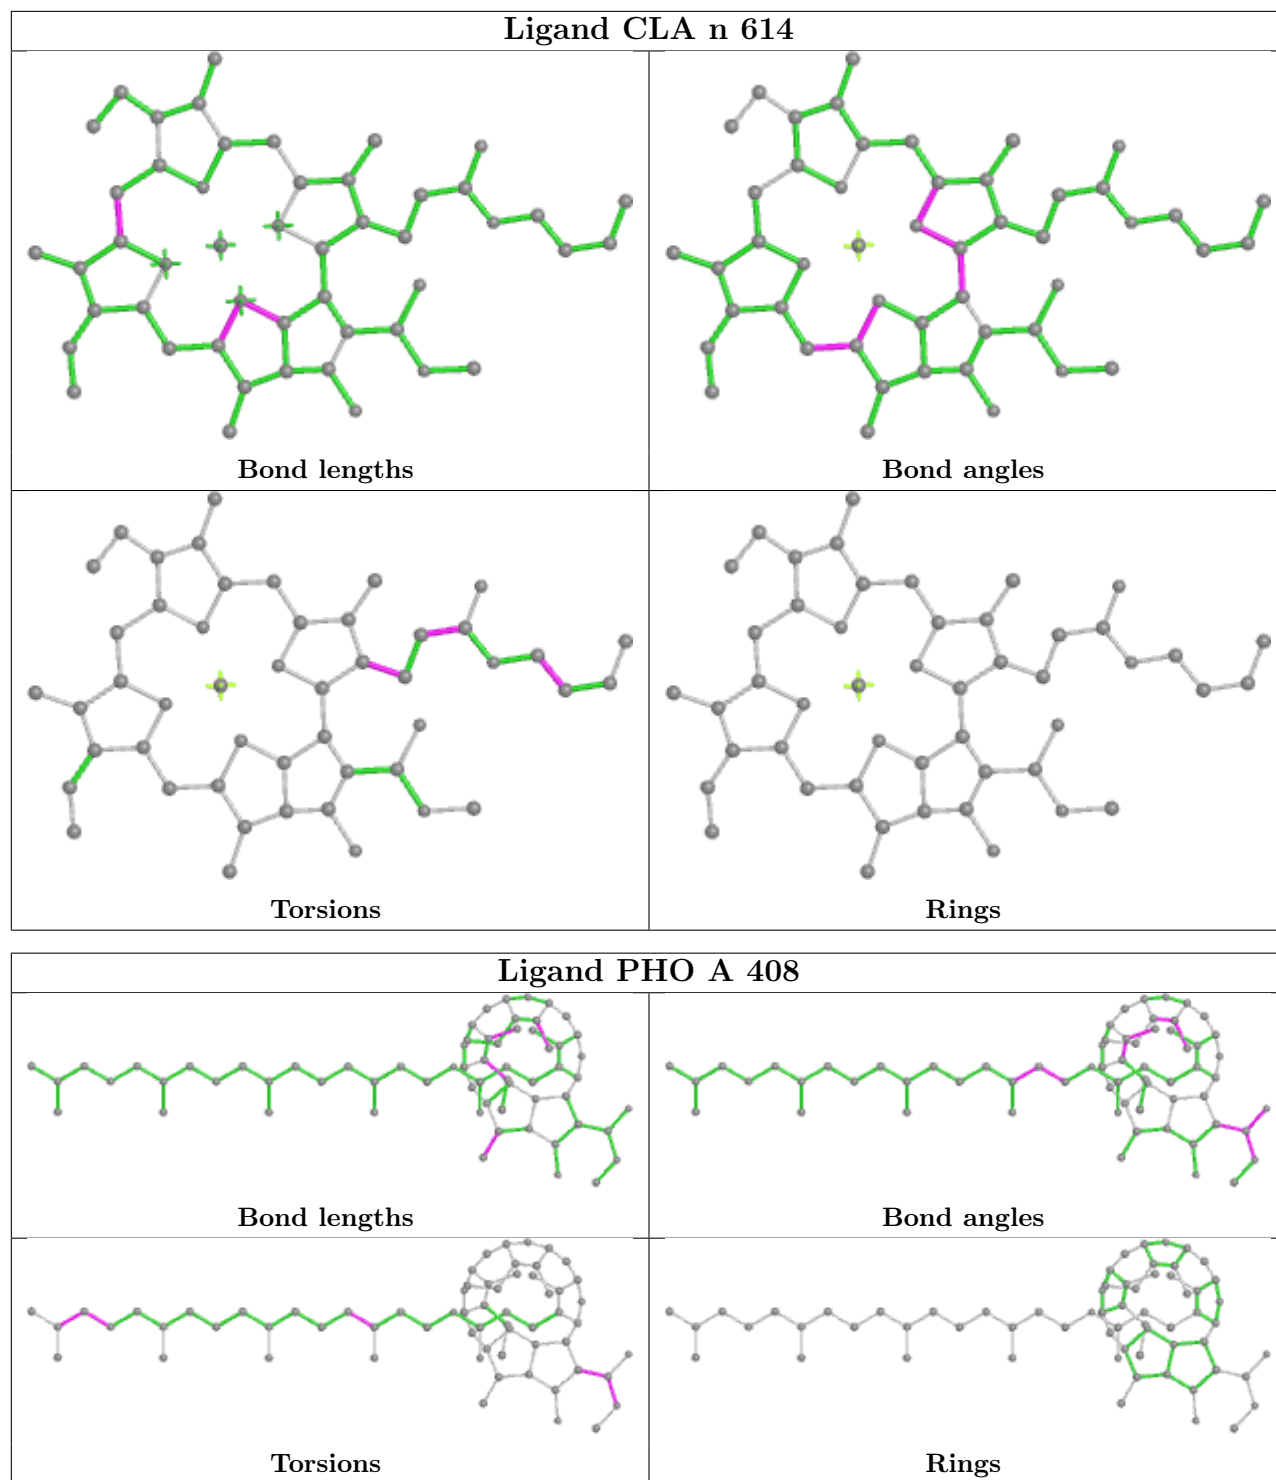 Ligand CLA n 614
Bond lengths
Bond angles
Torsions
Rings
Ligand PHO A 408
Bond lengths
Bond angles
Torsions
Rings